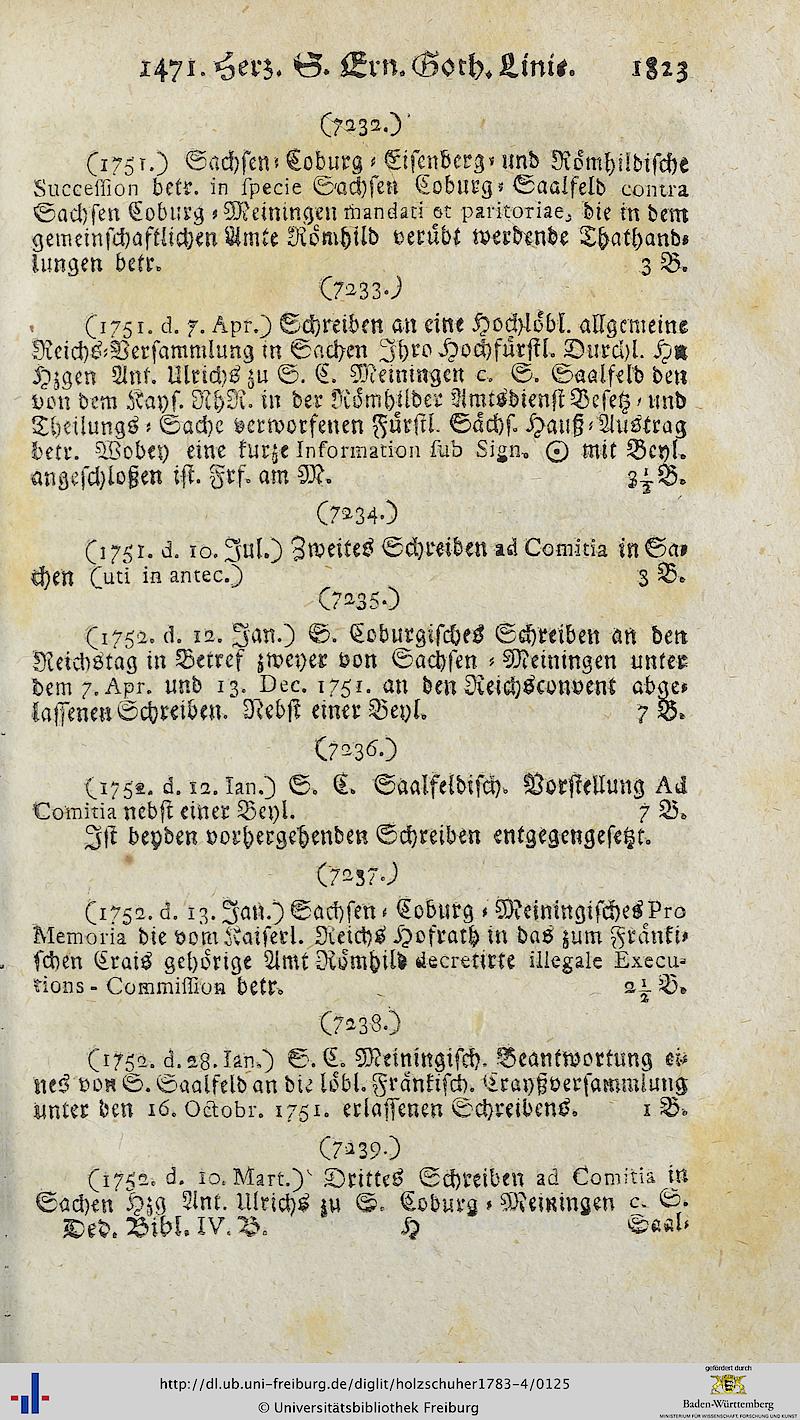 1471. Herz. S. Ern. Goth. Linie. 1823
(7232.)
(1751.) Sachsen- Coburg- Eisenberg- und Römhildische
Succession betr. in specie Sachsen Coburg- Saalfeld contra
Sachsen Coburg- Meiningen mandati et paritoriae, die in dem
gemeinschaftlichen Amte Römhild verübt werdende Thathand-
lungen betr. 3 B.
(7233.)
(1751. d. 7. Apr.) Schreiben an eine Hochlöbl. allgemeine
Reichs-Versammlung in Sachen Ihro Hochfürstl. Durchl. Hn
Hzgen Ant. Ulrichs zu S. C. Meiningen c. S. Saalfeld den
von dem Kays. RhR. in der Römhilder Amtsdienst Besetz- und
Theilungs- Sache verworfenen Fürstl. Sächs. Hauß-Austrag
betr. Wobey eine kurze Information sub Sign. ☉ mit Beyl.
angeschloßen ist. Frf. am M. 3½ B.
(7234.)
(1751. d. 10. Jul.) Zweites Schreiben ad Comitia in Sa-
chen (uti in antec.) 3 B.
(7235.)
(1752. d. 12. Jan.) S. Coburgisches Schreiben an den
Reichstag in Betref zweyer von Sachsen- Meiningen unter
dem 7. Apr. und 13. Dec. 1751. an den Reichsconvent abge-
lassenen Schreiben. Nebst einer Beyl. 7 B.
(7236.)
(1752. d. 12. Ian.) S. C. Saalfeldisch. Vorstellung Ad
Comitia nebst einer Beyl. 7 B.
Ist beyden vorhergehenden Schreiben entgegengesetzt.
(7237.)
(1752. d. 13. Jan.) Sachsen- Coburg- Meiningisches Pro
Memoria die vom Kaiserl. Reichs Hofrath in das zum Fränki-
schen Crais gehörige Amt Römhild decretirte illegale Execu-
tions - Commission betr. 2½ B.
(7238.)
(1752. d. 28. Ian.) S. C. Meiningisch. Beantwortung ei-
nes von S. Saalfeld an die löbl. Fränkisch. Crayßversammlung
unter den 16. Octobr. 1751. erlassenen Schreibens. 1 B.
(7239.)
(1752. d. 10. Mart.) Drittes Schreiben ad Comitia in
Sachen Hzg Ant. Ulrichs zu S. Coburg- Meiningen c. S.
Ded. Bibl. IV. B. H Saal-
http://dl.ub.uni-freiburg.de/diglit/holzschuher1783-4/0125
© Universitätsbibliothek Freiburg
gefördert durch
Baden-Württemberg
MINISTERIUM FÜR WISSENSCHAFT, FORSCHUNG UND KUNST